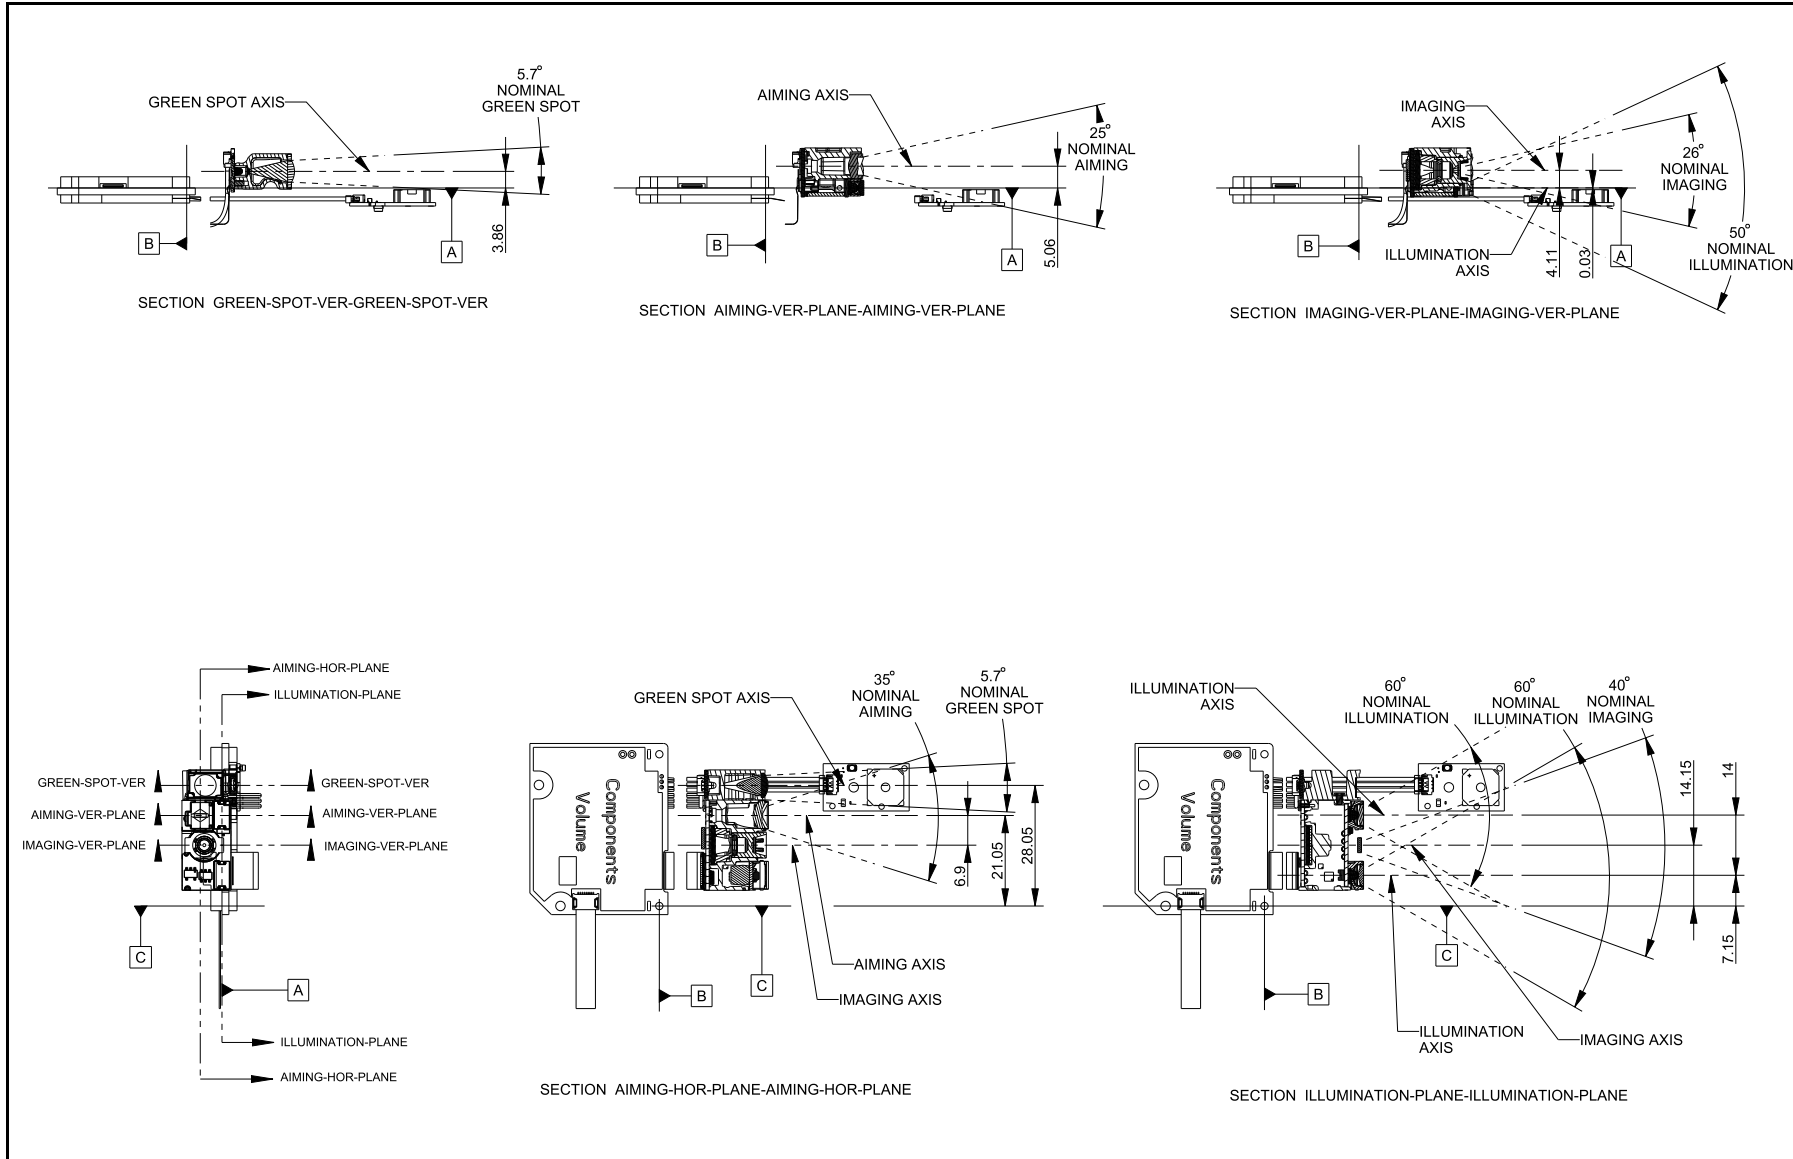 5.7°
NOMINAL
GREEN SPOT
GREEN SPOT AXIS
B
A
3.86
SECTION GREEN-SPOT-VER-GREEN-SPOT-VER
AIMING AXIS
25°
NOMINAL
AIMING
B
A
5.06
SECTION AIMING-VER-PLANE-AIMING-VER-PLANE
IMAGING
AXIS
26°
NOMINAL
IMAGING
50°
NOMINAL
ILLUMINATION
B
ILLUMINATION
AXIS
4.11
0.03
A
SECTION IMAGING-VER-PLANE-IMAGING-VER-PLANE
AIMING-HOR-PLANE
ILLUMINATION-PLANE
GREEN-SPOT-VER
GREEN-SPOT-VER
AIMING-VER-PLANE
AIMING-VER-PLANE
IMAGING-VER-PLANE
IMAGING-VER-PLANE
C
A
ILLUMINATION-PLANE
AIMING-HOR-PLANE
GREEN SPOT AXIS
35°
NOMINAL
AIMING
5.7°
NOMINAL
GREEN SPOT
Components
Volume
6.9
21.05
28.05
AIMING AXIS
IMAGING AXIS
B
C
SECTION AIMING-HOR-PLANE-AIMING-HOR-PLANE
ILLUMINATION
AXIS
60°
NOMINAL
ILLUMINATION
60°
NOMINAL
ILLUMINATION
40°
NOMINAL
IMAGING
Components
Volume
14.15
14
7.15
C
B
ILLUMINATION
AXIS
IMAGING AXIS
SECTION ILLUMINATION-PLANE-ILLUMINATION-PLANE